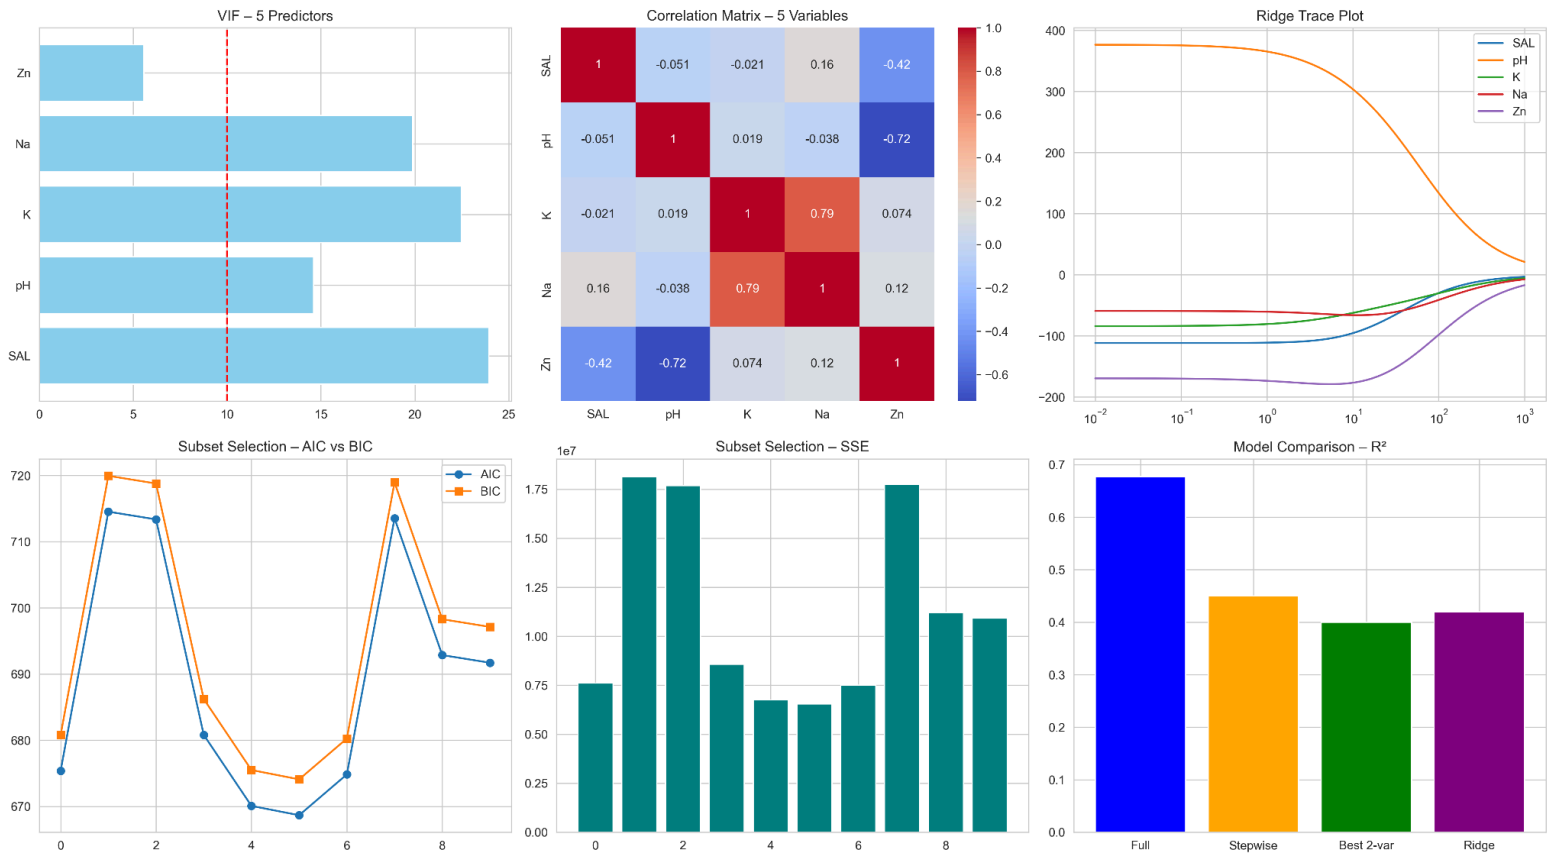 VIF – 5 Predictors
Zn
Na
K
pH
SAL
0 5 10 15 20 25
Correlation Matrix – 5 Variables
SAL 1 -0.051 -0.021 0.16 -0.42
pH -0.051 1 0.019 -0.038 -0.72
K -0.021 0.019 1 0.79 0.074
Na 0.16 -0.038 0.79 1 0.12
Zn -0.42 -0.72 0.074 0.12 1
SAL pH K Na Zn
1.0
0.8
0.6
0.4
0.2
0.0
−0.2
−0.4
−0.6
Ridge Trace Plot
400
300
200
100
0
−100
−200
SAL
pH
K
Na
Zn
10⁻² 10⁻¹ 10⁰ 10¹ 10² 10³
Subset Selection – AIC vs BIC
720
710
700
690
680
670
AIC
BIC
0 2 4 6 8
Subset Selection – SSE
1e7
1.75
1.50
1.25
1.00
0.75
0.50
0.25
0.00
0 2 4 6 8
Model Comparison – R²
0.7
0.6
0.5
0.4
0.3
0.2
0.1
0.0
Full Stepwise Best 2-var Ridge